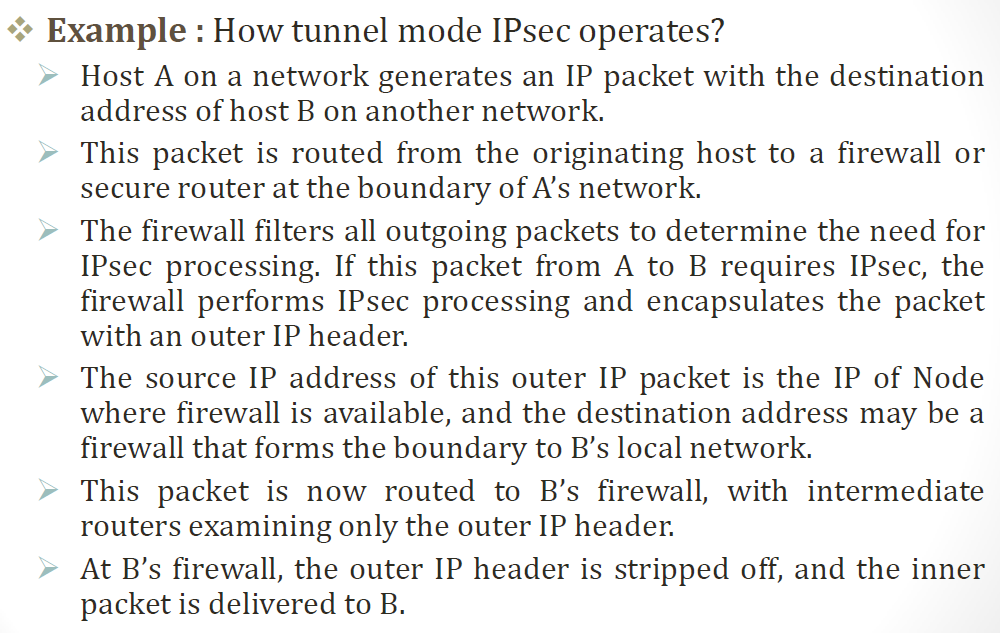 ❖ Example : How tunnel mode IPsec operates?
➢ Host A on a network generates an IP packet with the destination
address of host B on another network.
➢ This packet is routed from the originating host to a firewall or
secure router at the boundary of A's network.
➢ The firewall filters all outgoing packets to determine the need for
IPsec processing. If this packet from A to B requires IPsec, the
firewall performs IPsec processing and encapsulates the packet
with an outer IP header.
➢ The source IP address of this outer IP packet is the IP of Node
where firewall is available, and the destination address may be a
firewall that forms the boundary to B's local network.
➢ This packet is now routed to B's firewall, with intermediate
routers examining only the outer IP header.
➢ At B's firewall, the outer IP header is stripped off, and the inner
packet is delivered to B.